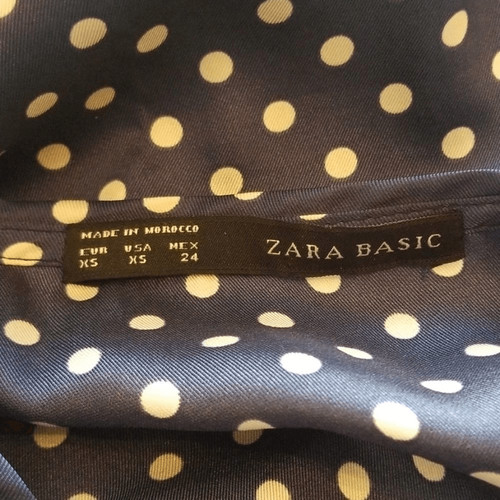 MADE IN MOROCCO
EUR USA MEX
XS XS 24
ZARA BASIC